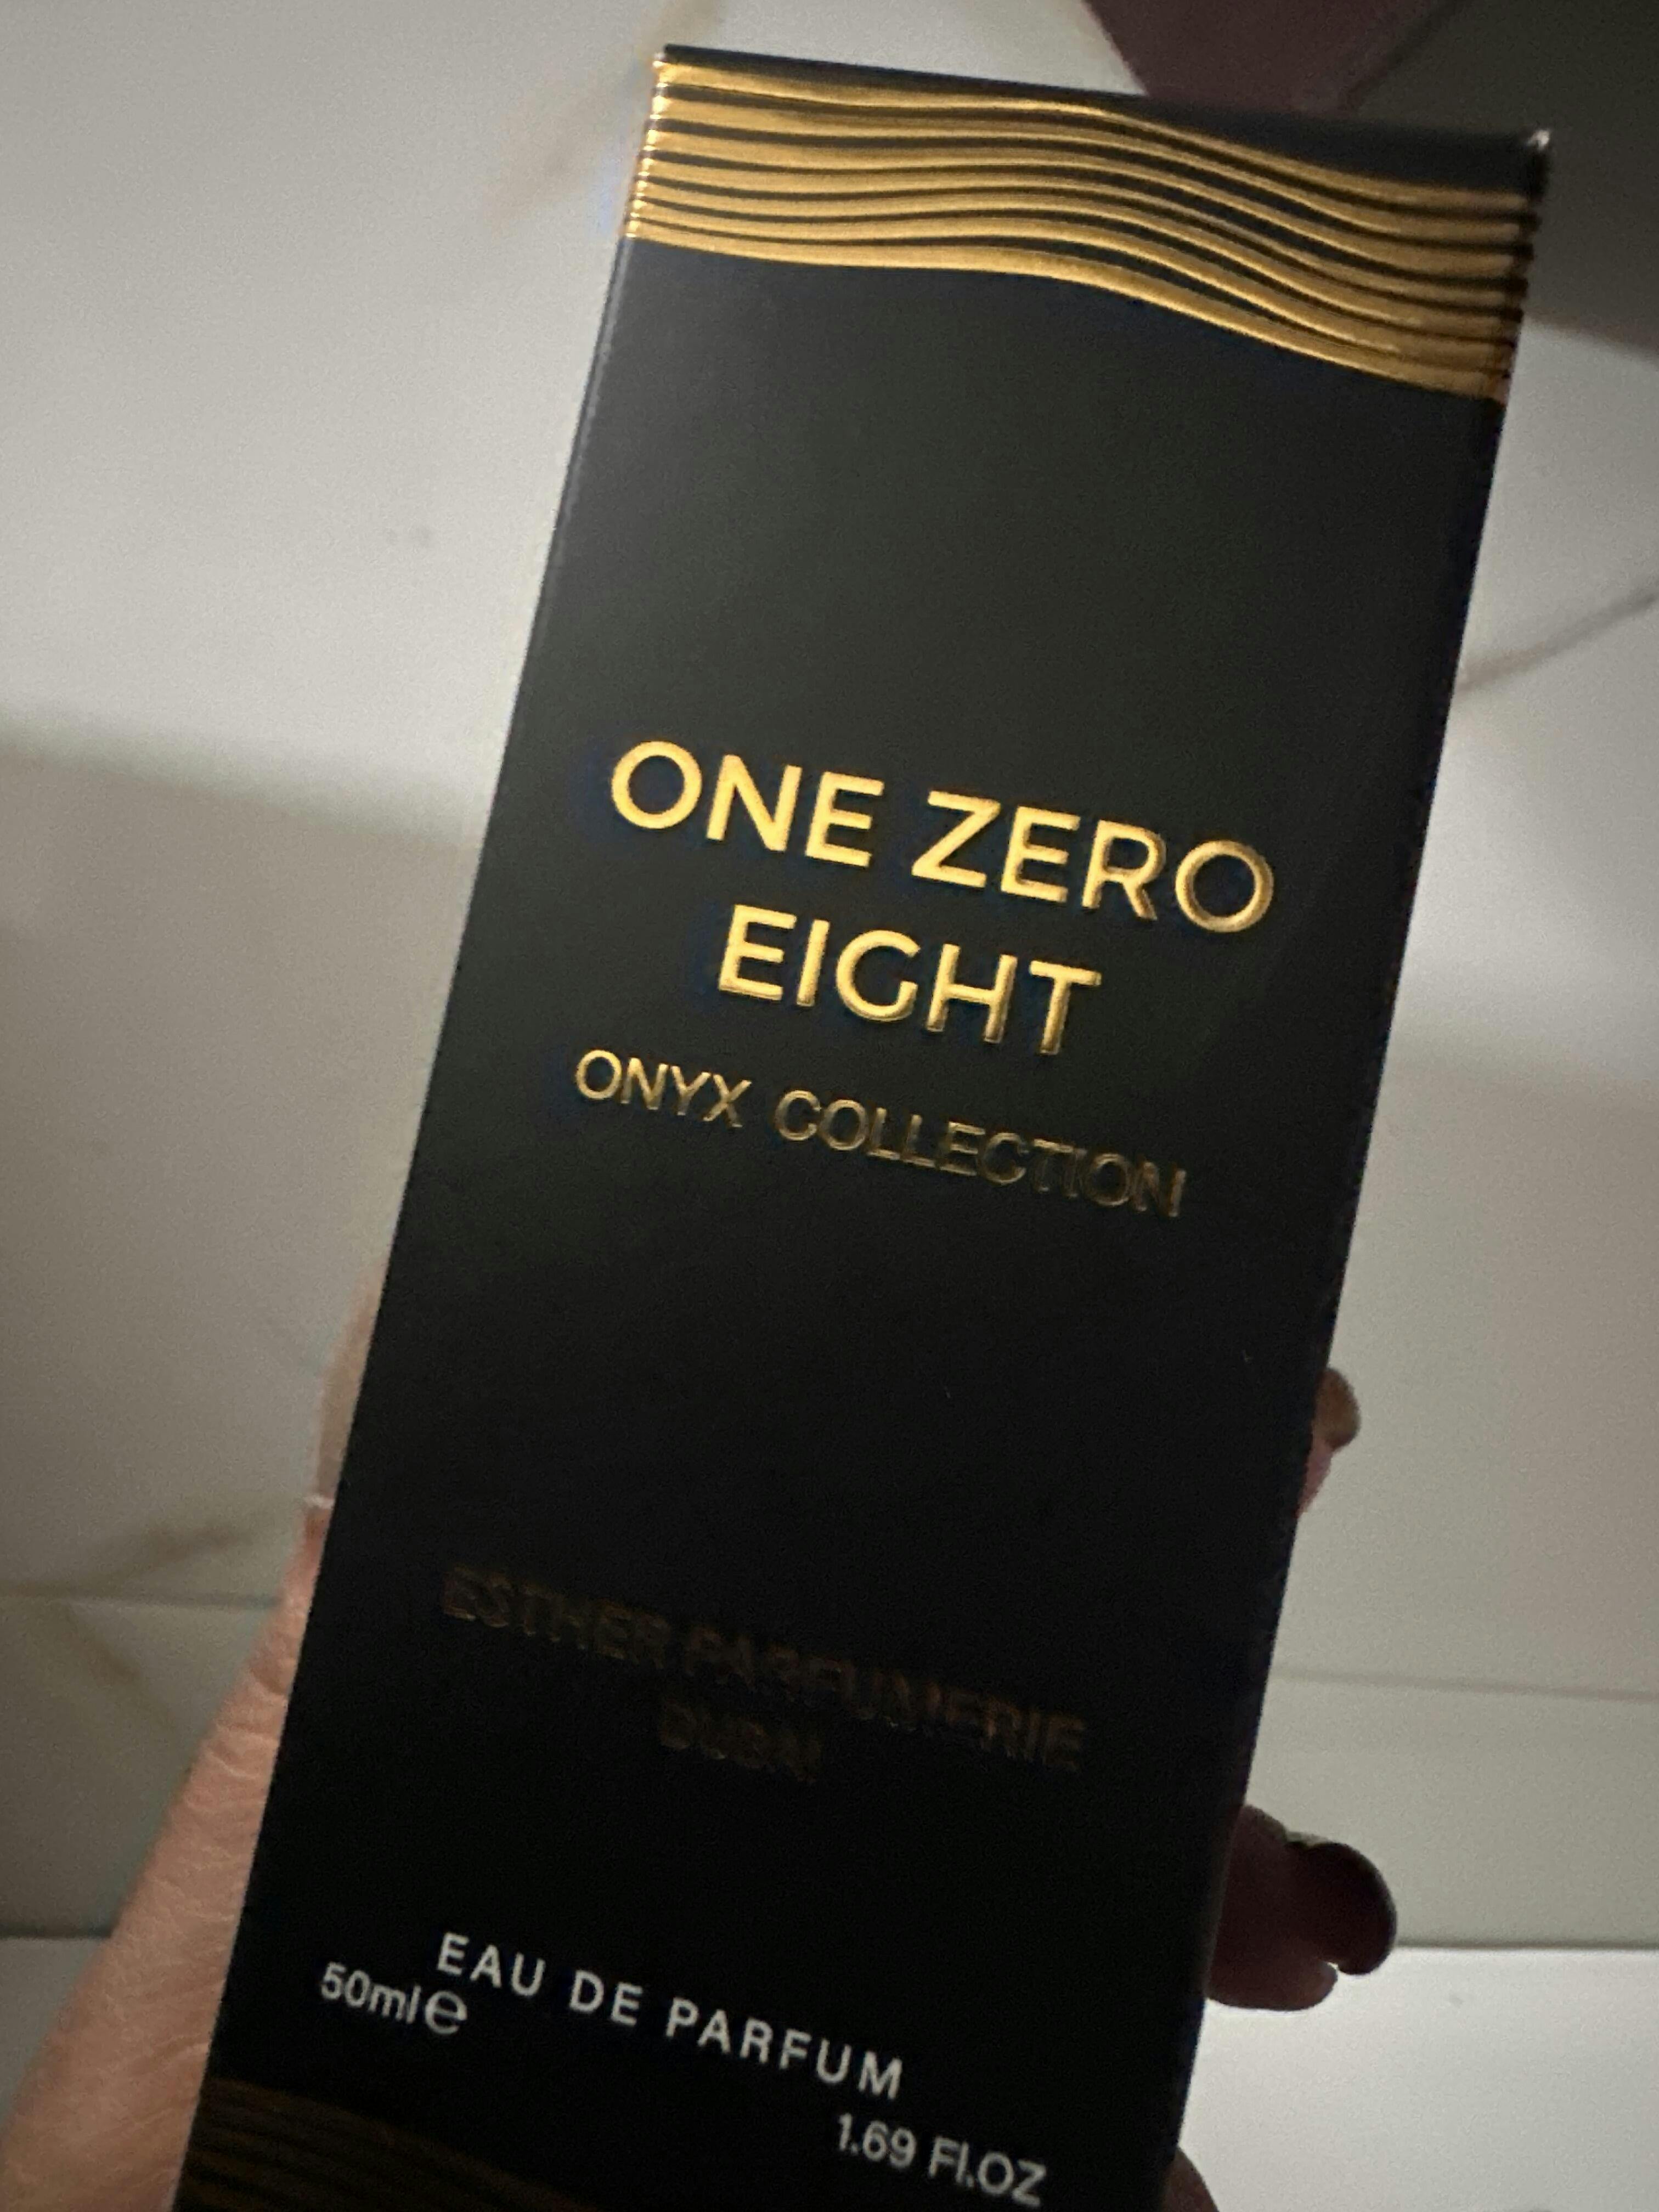 ONE ZERO
EIGHT
ONYX COLLECTION
ESTHER PARFUMERIE
DUBAI
EAU DE PARFUM
50ml℮
1.69 Fl.OZ